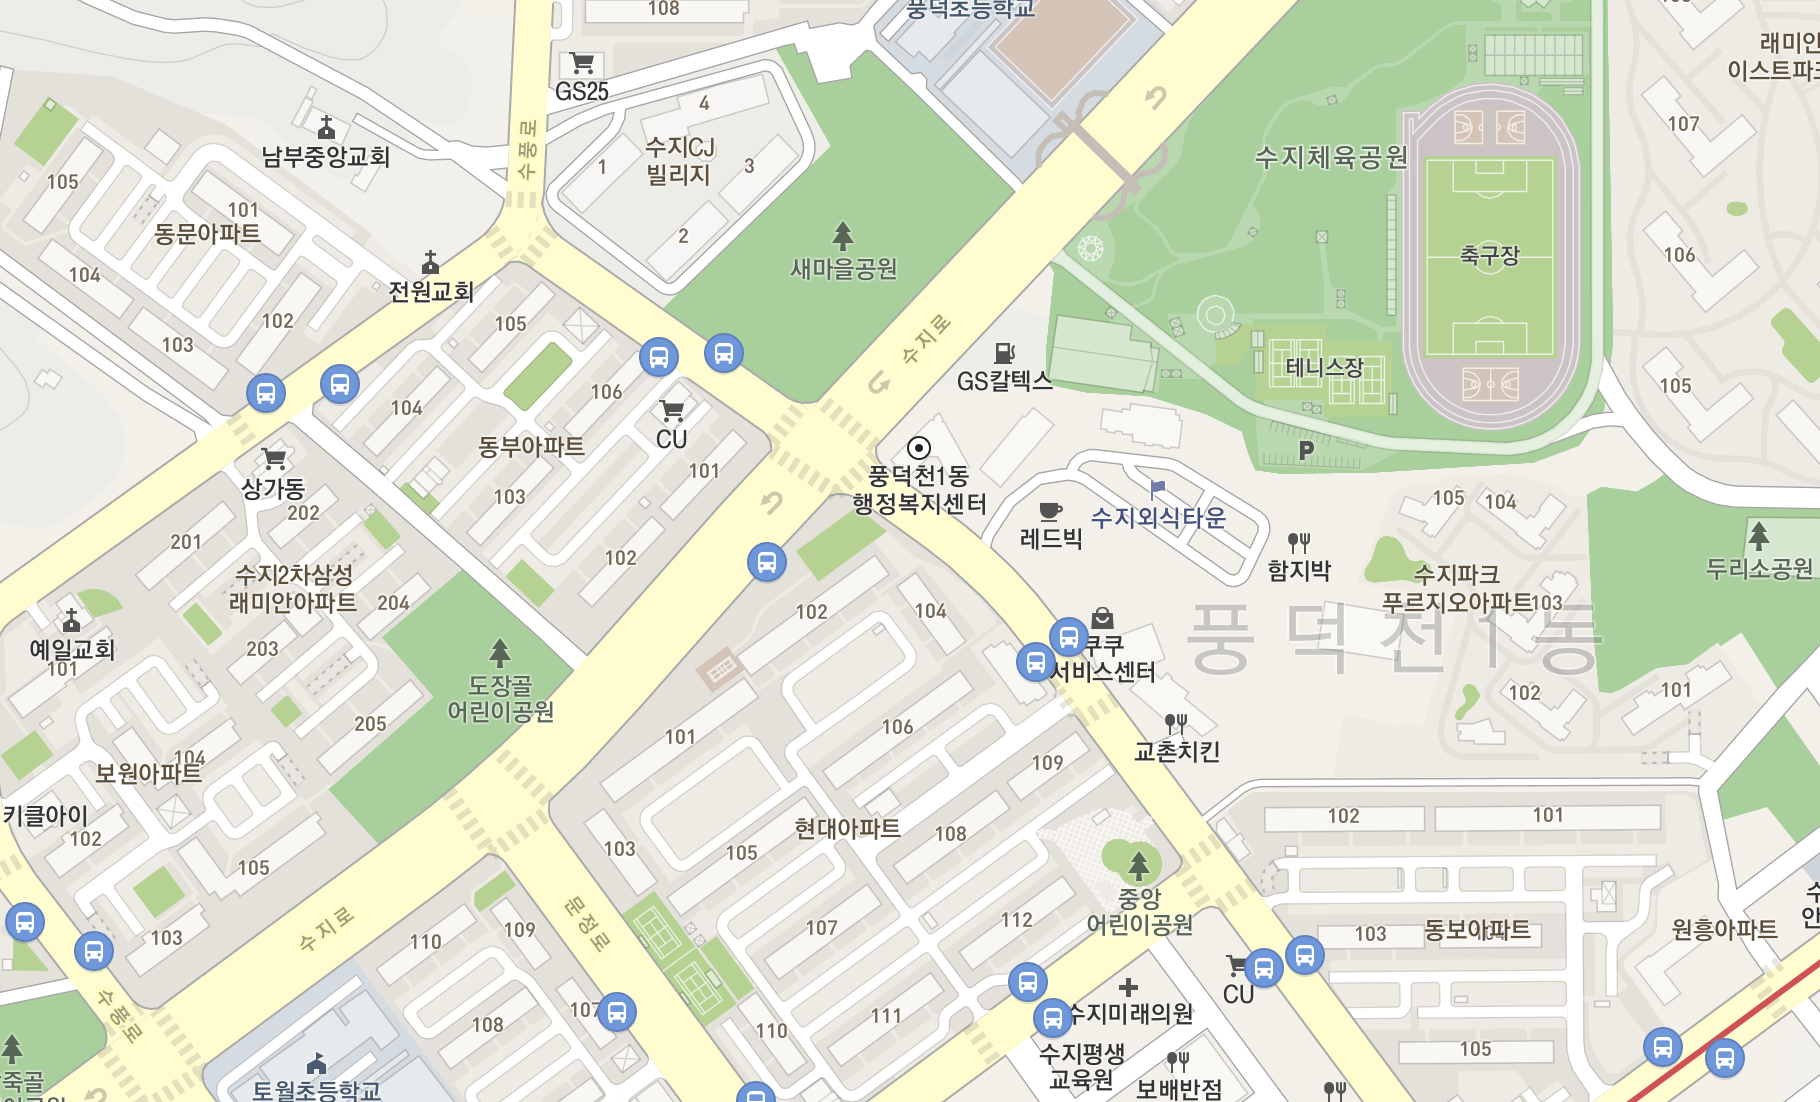 108
풍덕초등학교
래미안
이스트파크
GS25
4
수지CJ
빌리지
1
3
2
수풍로
107
남부중앙교회
수지체육공원
105
101
동문아파트
104
전원교회
새마을공원
축구장
106
102
103
105
수지로
GS칼텍스
테니스장
105
104
106
CU
동부아파트
101
103
P
풍덕천1동
행정복지센터
상가동
202
201
수지외식타운
레드빅
105
104
함지박
두리소공원
102
수지2차삼성
래미안아파트
204
203
수지파크
푸르지오아파트
103
풍덕천1동
예일교회
101
102
104
쿠쿠
서비스센터
도장골
어린이공원
205
101
106
102
101
교촌치킨
104
보원아파트
109
키클아이
102
현대아파트
108
102
101
105
103
105
중앙
어린이공원
103
수지로
110
109
문정로
107
112
103
동보아파트
원흥아파트
CU
수풍로
108
107
110
111
수지미래의원
수지평생
교육원
105
보배반점
토월초등학교